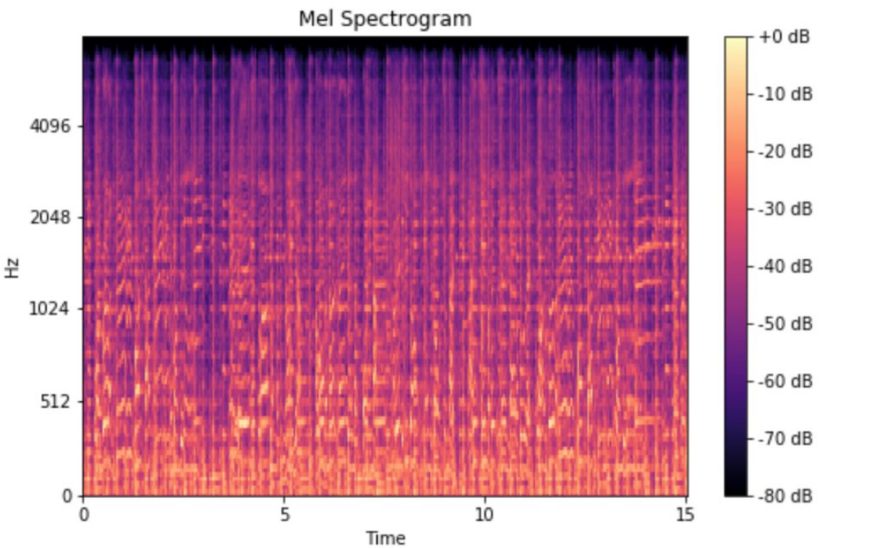 Mel Spectrogram
+0 dB
-10 dB
4096
-20 dB
2048
-30 dB
Hz
-40 dB
1024
-50 dB
512
-60 dB
-70 dB
0
-80 dB
0 5 10 15
Time